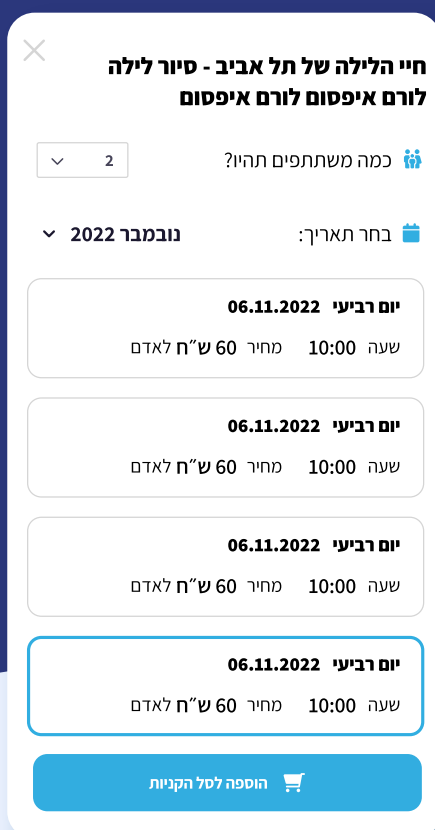 חיי הלילה של תל אביב - סיור לילה
לורם איפסום לורם איפסום
כמה משתתפים תהיו? 2
בחר תאריך: נובמבר 2022
יום רביעי 06.11.2022
שעה 10:00 מחיר 60 ש״ח לאדם
יום רביעי 06.11.2022
שעה 10:00 מחיר 60 ש״ח לאדם
יום רביעי 06.11.2022
שעה 10:00 מחיר 60 ש״ח לאדם
יום רביעי 06.11.2022
שעה 10:00 מחיר 60 ש״ח לאדם
הוספה לסל הקניות